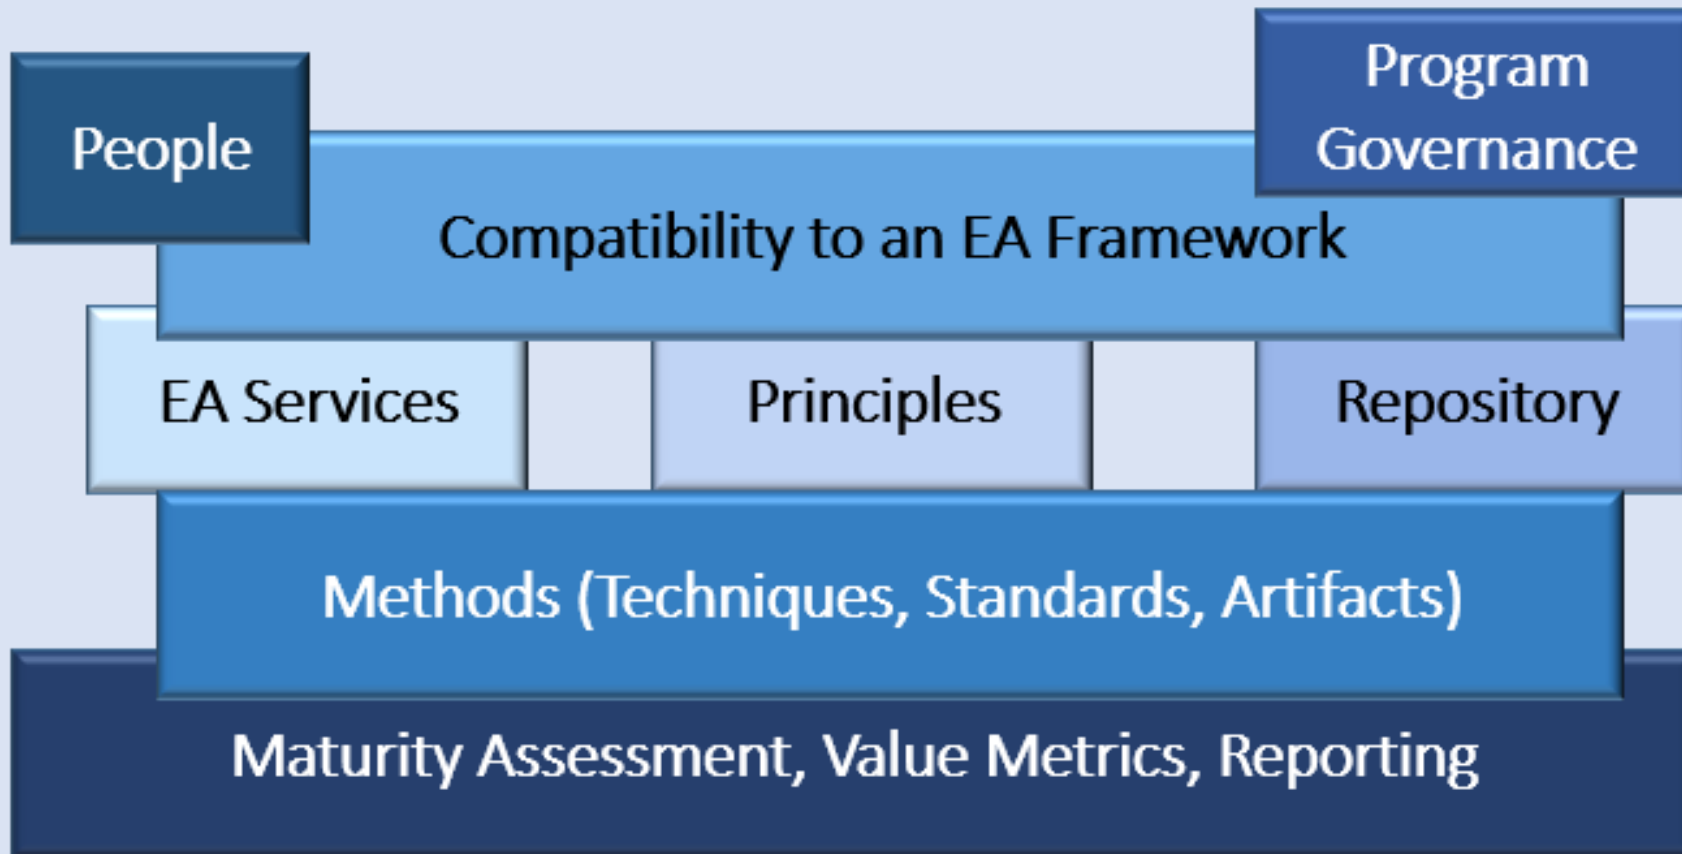 People
Program
Governance
Compatibility to an EA Framework
EA Services
Principles
Repository
Methods (Techniques, Standards, Artifacts)
Maturity Assessment, Value Metrics, Reporting